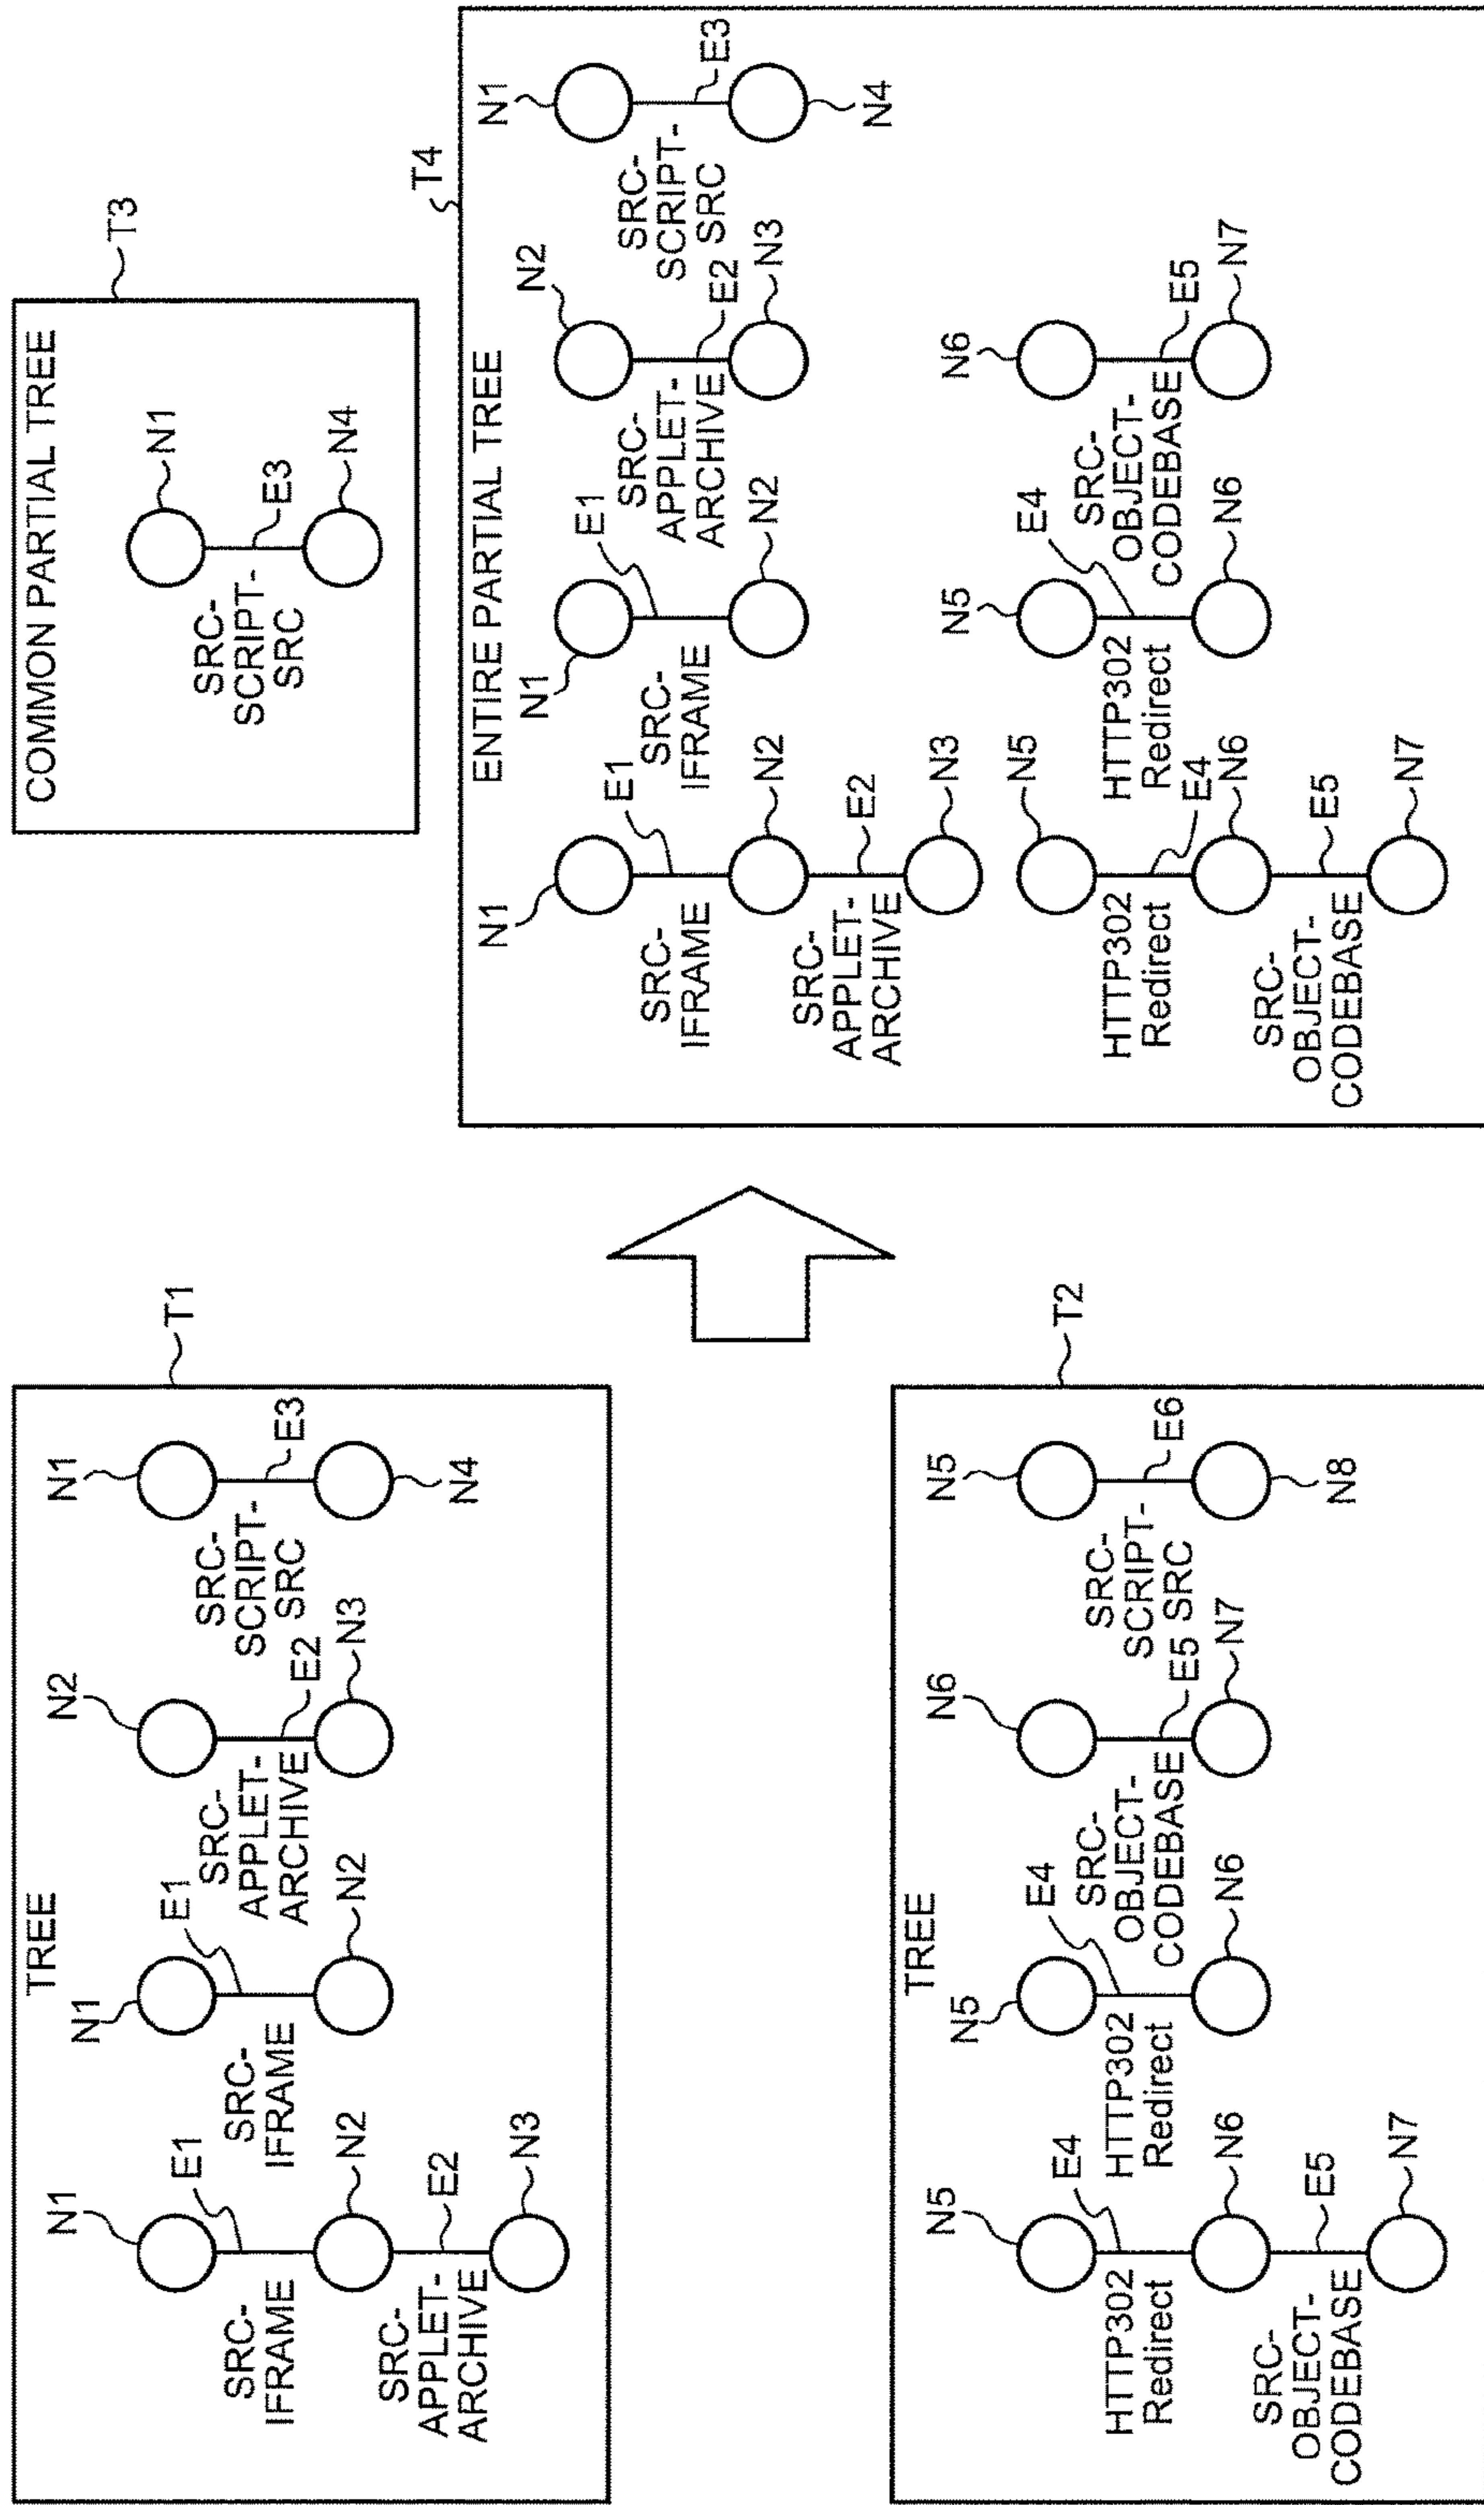 TREE
T1
N1
E1
SRC-
IFRAME
N2
E2
SRC-
APPLET-
ARCHIVE
N3
N1
E1
SRC-
IFRAME
N2
N2
SRC-
APPLET-
ARCHIVE
E2
N3
N1
SRC-
SCRIPT-
SRC
E3
N4
TREE
T2
N5
E4
HTTP302
Redirect
N6
E5
SRC-
OBJECT-
CODEBASE
N7
N5
E4
HTTP302
Redirect
N6
N6
SRC-
OBJECT-
CODEBASE
E5
N7
N5
SRC-
SCRIPT-
SRC
E6
N8
COMMON PARTIAL TREE
T3
N1
SRC-
SCRIPT-
SRC
E3
N4
ENTIRE PARTIAL TREE
T4
N1
E1
SRC-
IFRAME
N2
E2
SRC-
APPLET-
ARCHIVE
N3
N1
E1
SRC-
IFRAME
N2
N2
SRC-
APPLET-
ARCHIVE
E2
N3
N1
SRC-
SCRIPT-
SRC
E3
N4
N5
HTTP302
Redirect
E4
N6
SRC-
OBJECT-
CODEBASE
E5
N7
N5
E4
HTTP302
Redirect
N6
N6
SRC-
OBJECT-
CODEBASE
E5
N7